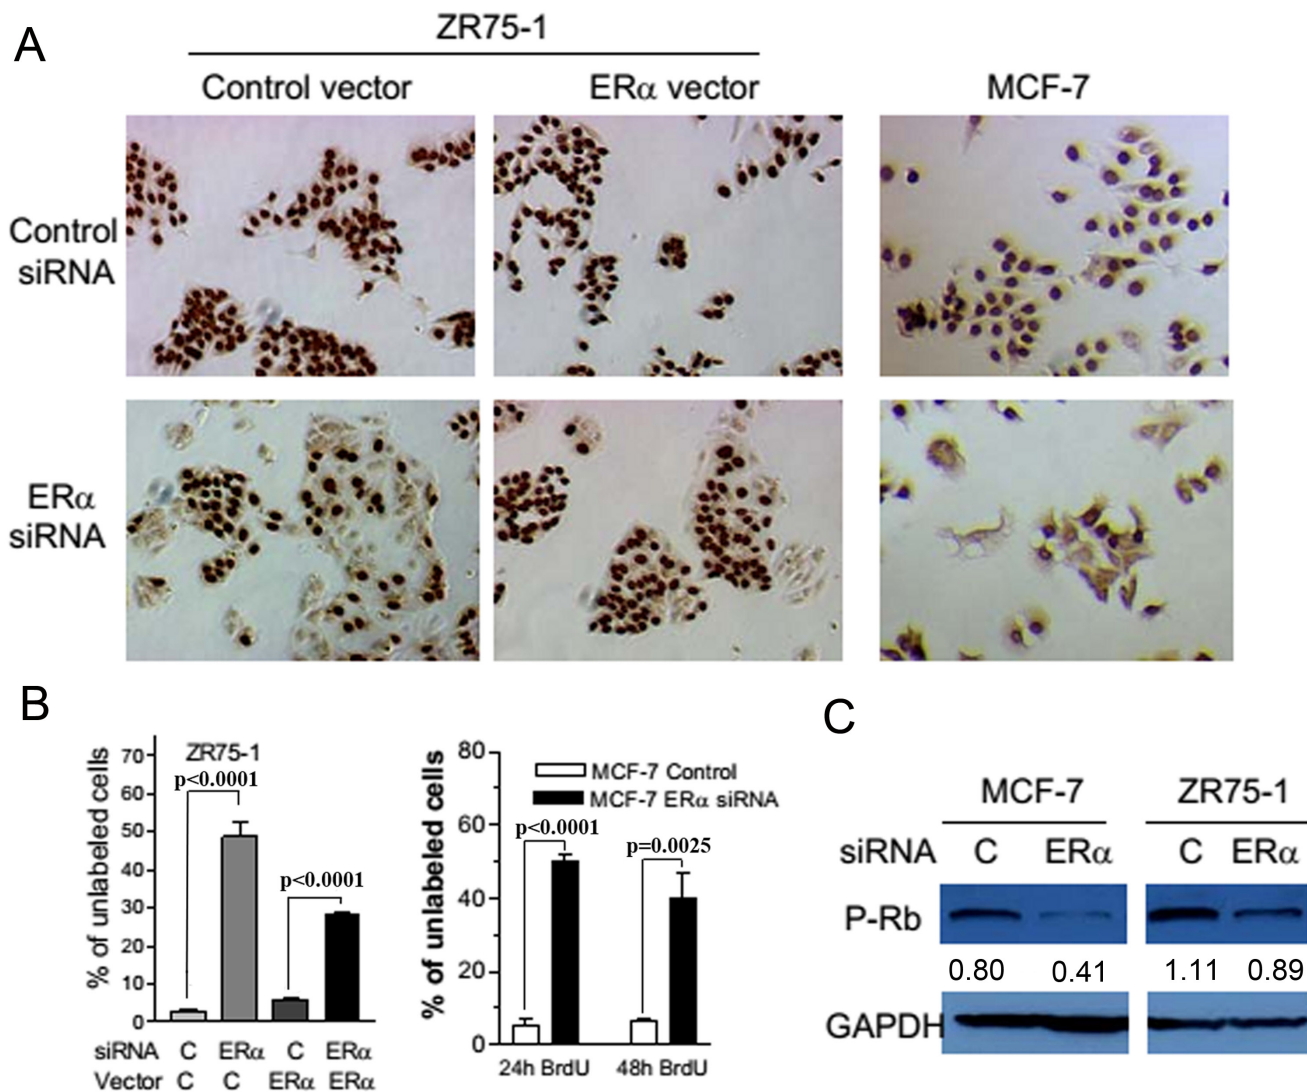 A
ZR75-1
Control vector
ERα vector
MCF-7
Control
siRNA
ERα
siRNA
B
% of unlabeled cells
70
60
50
40
30
20
10
0
ZR75-1
p<0.0001
p<0.0001
siRNA C ERα C ERα
Vector C C ERα ERα
% of unlabeled cells
80
60
40
20
0
MCF-7 Control
MCF-7 ERα siRNA
p<0.0001
p=0.0025
24h BrdU 48h BrdU
C
MCF-7 ZR75-1
siRNA C ERα C ERα
P-Rb
0.80 0.41 1.11 0.89
GAPDH